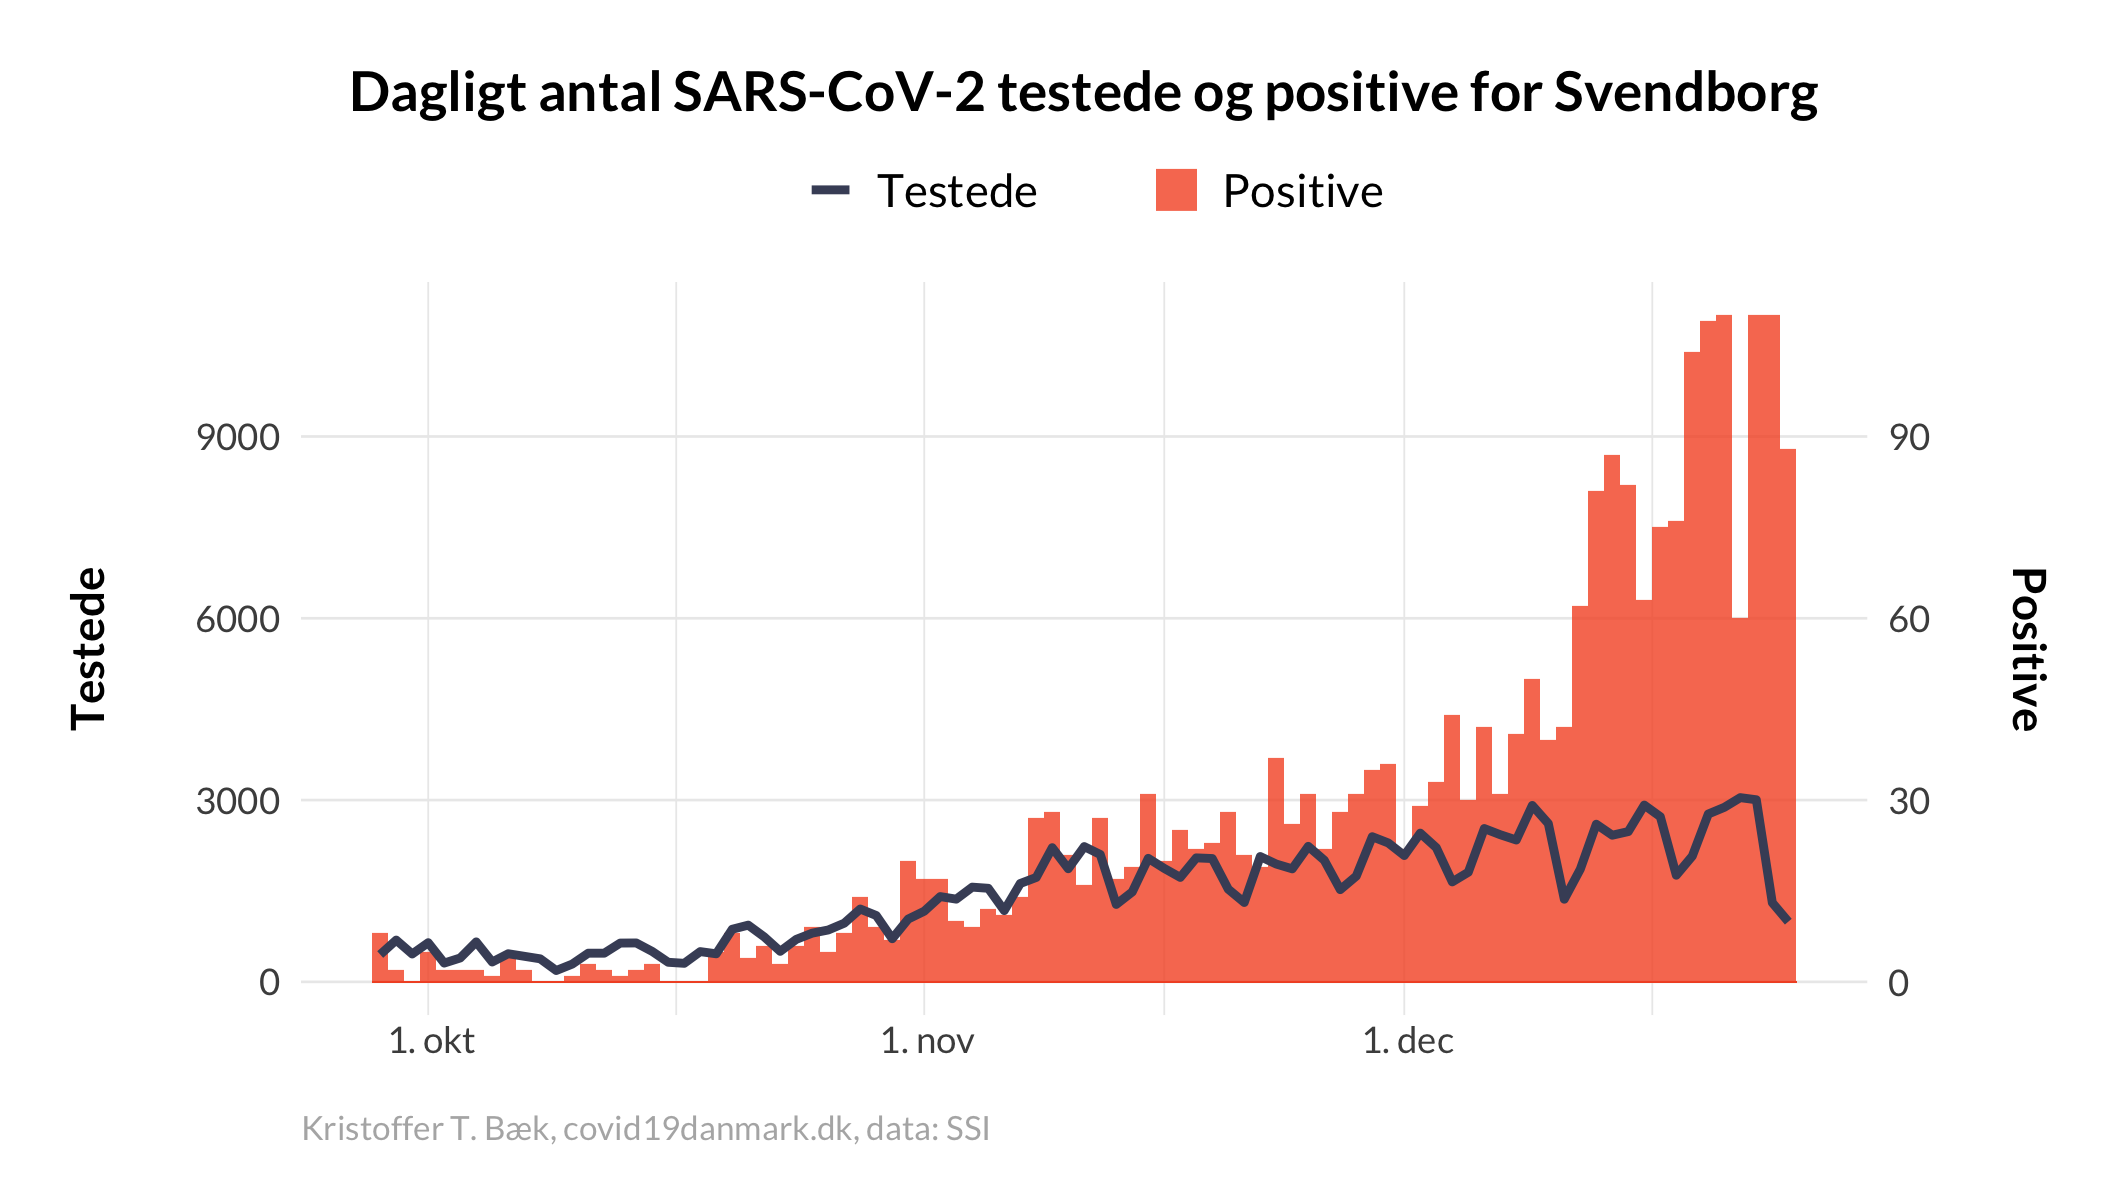 Dagligt antal SARS-CoV-2 testede og positive for Svendborg
Testede Positive
9000 90
6000 60
3000 30
0 0
Testede
Positive
1. okt 1. nov 1. dec
Kristoffer T. Bæk, covid19danmark.dk, data: SSI